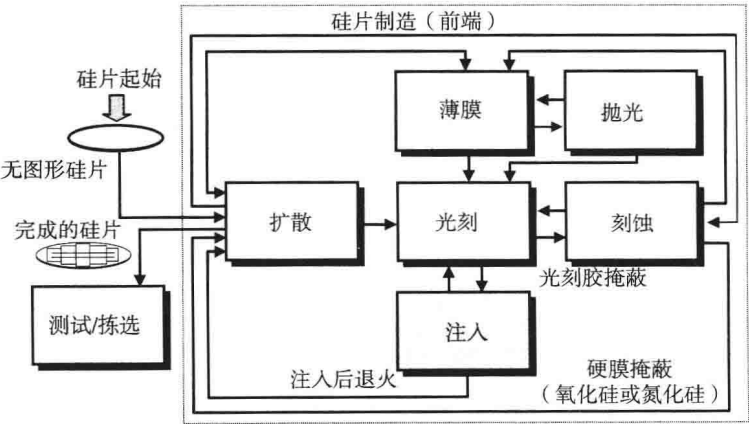 硅片制造（前端）
硅片起始
薄膜
抛光
无图形硅片
扩散
光刻
刻蚀
完成的硅片
光刻胶掩蔽
测试/拣选
注入
注入后退火
硬膜掩蔽
（氧化硅或氮化硅）